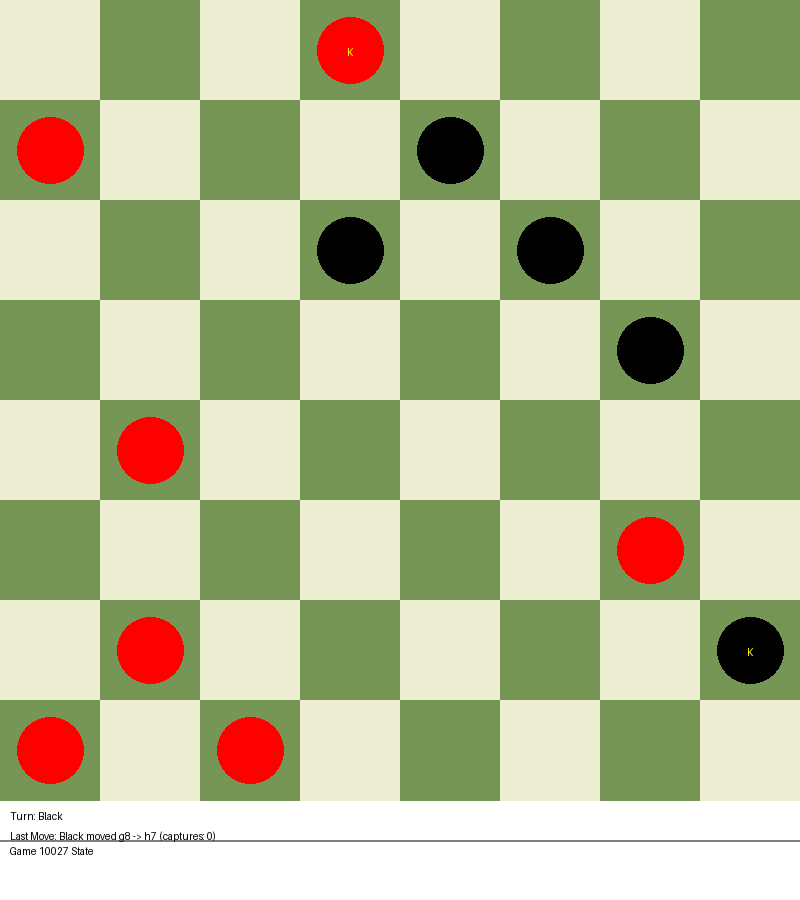 K
K
Turn: Black
Last Move: Black moved g8 -> h7 (captures: 0)
Game 10027 State